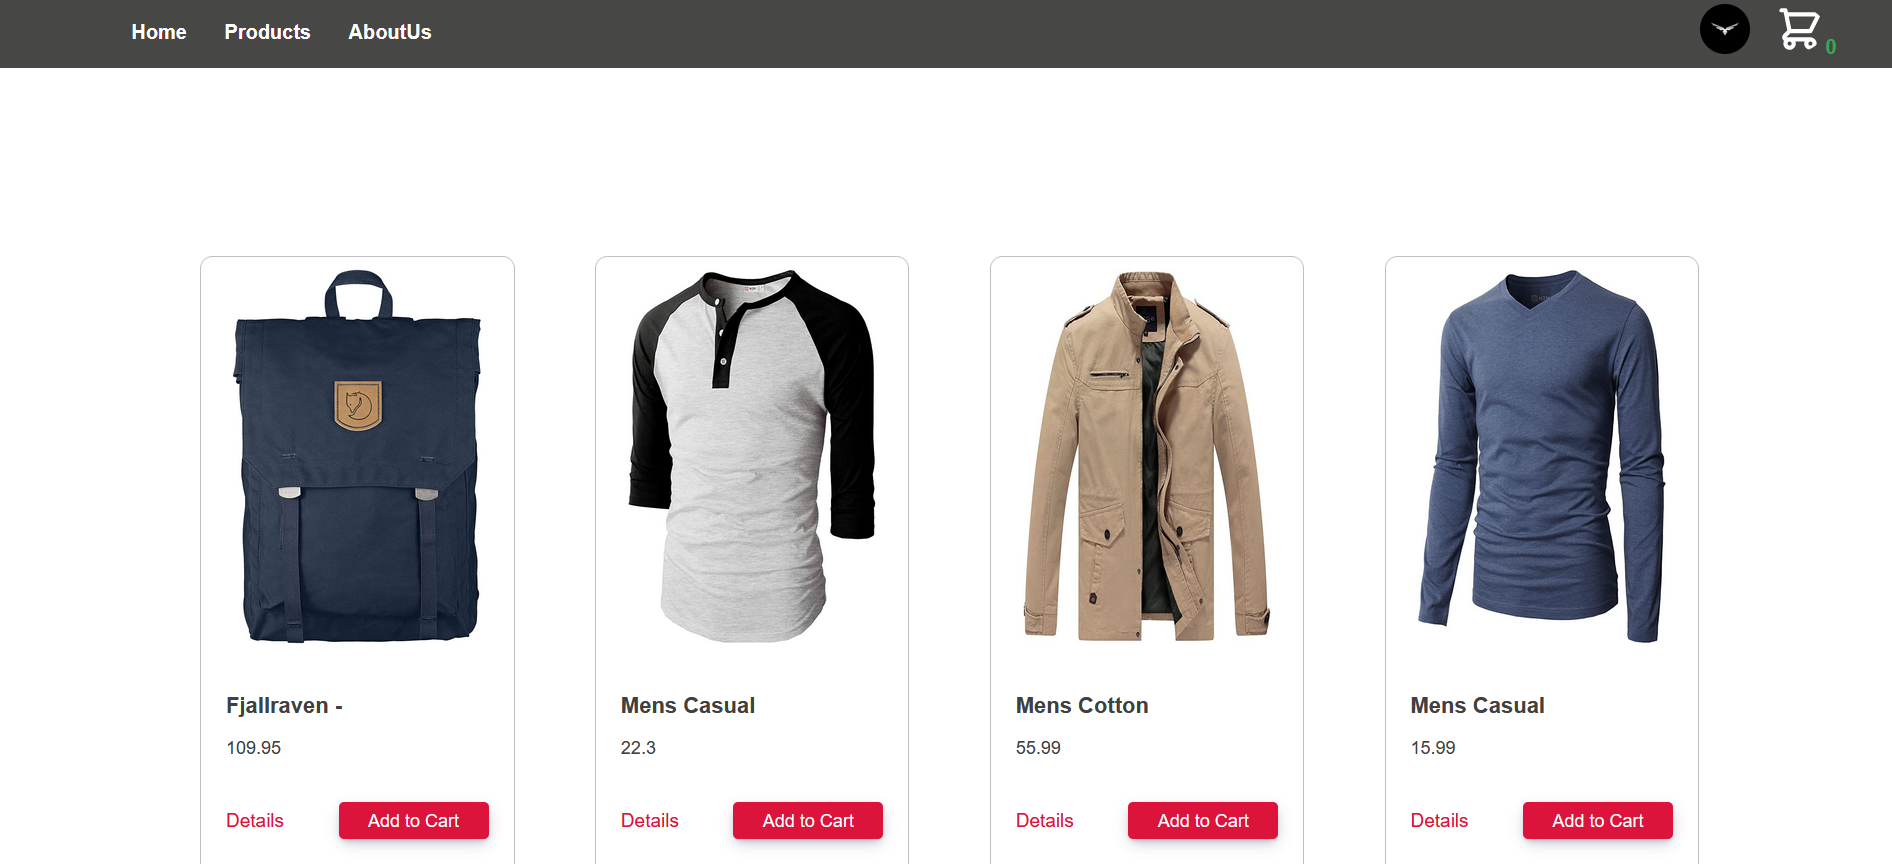 Home Products AboutUs
0
Fjallraven - Mens Casual Mens Cotton Mens Casual
109.95 22.3 55.99 15.99
Details Add to Cart Details Add to Cart Details Add to Cart Details Add to Cart